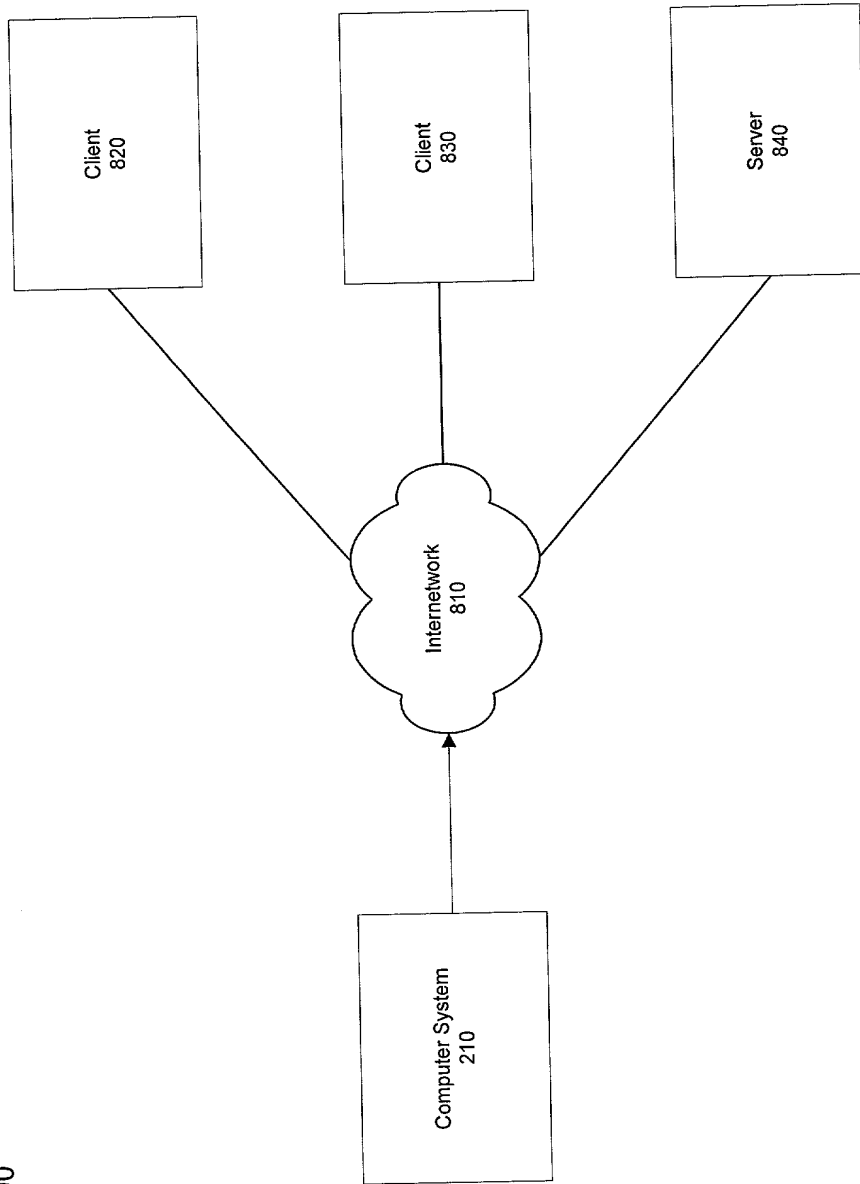 Client
820
Client
830
Server
840
Internetwork
810
Computer System
210